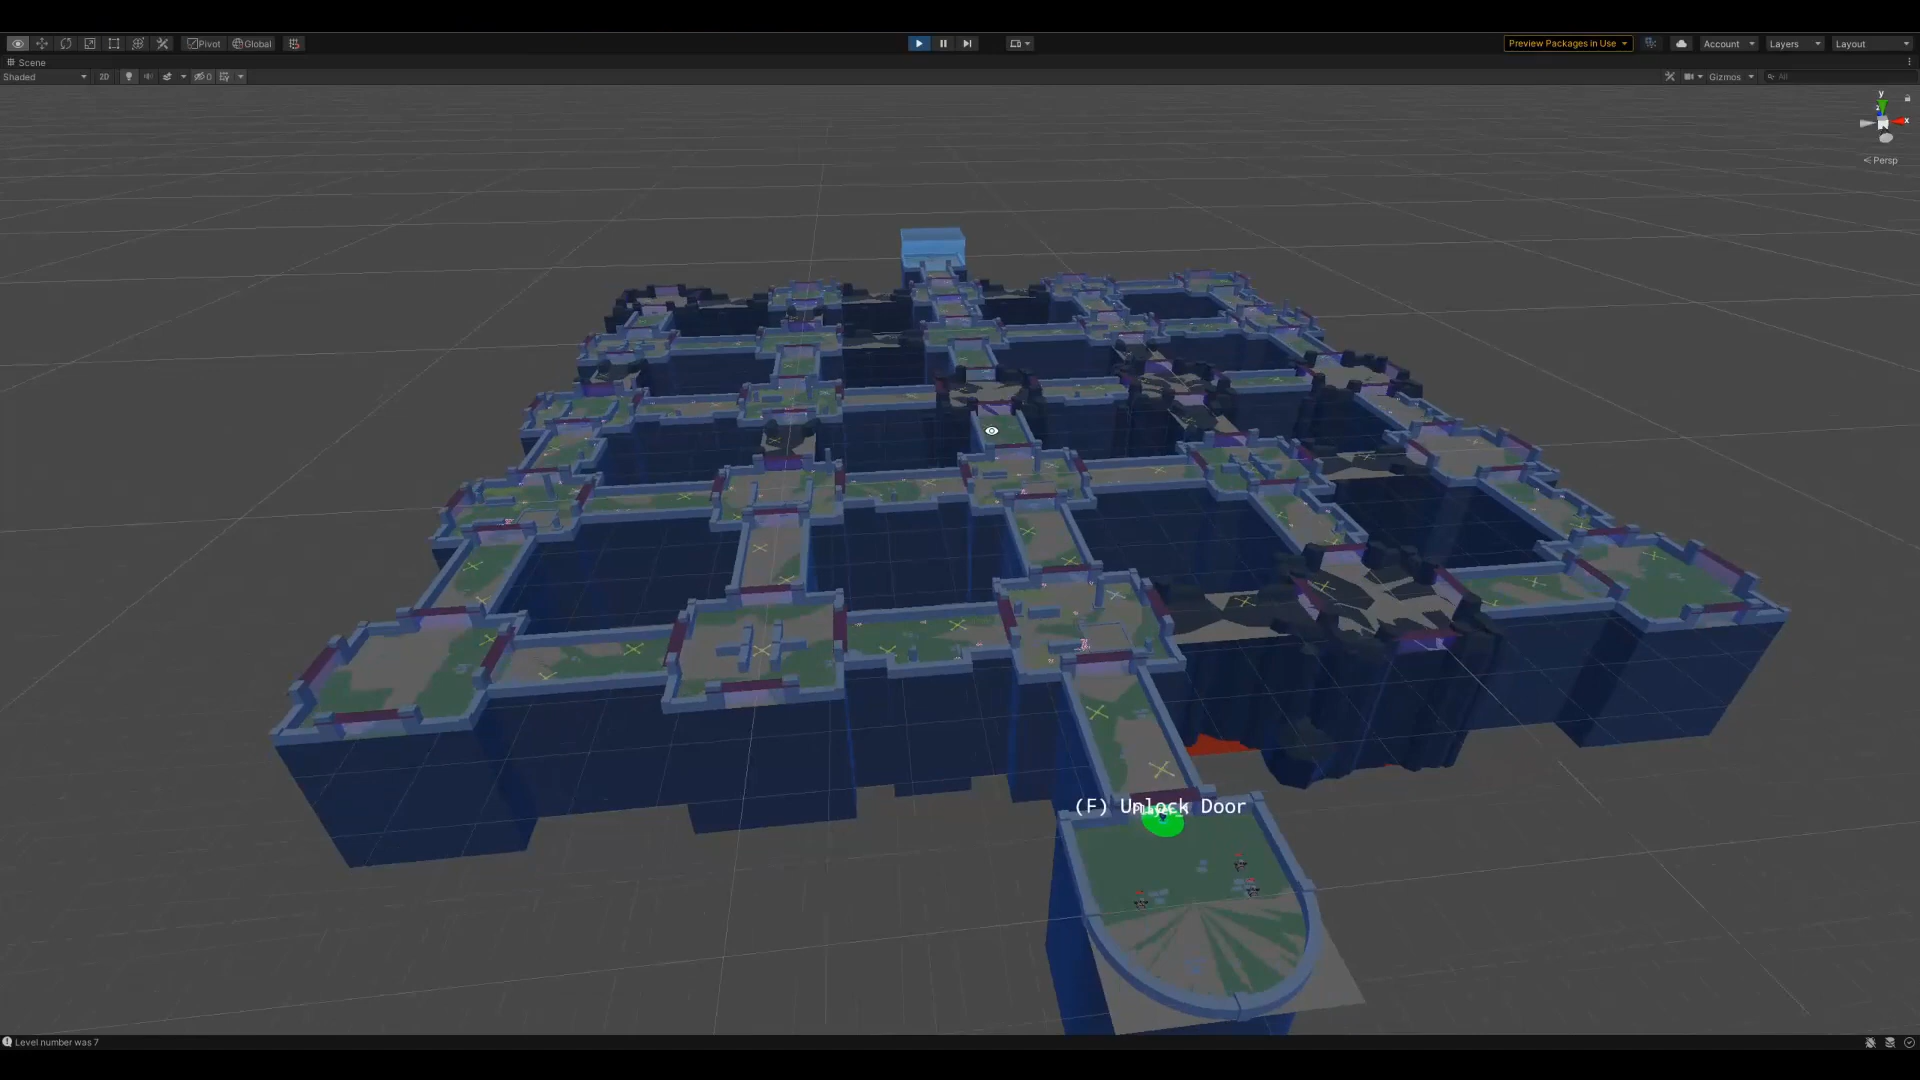 Pivot
Global
Preview Packages in Use
Account
Layers
Layout
Scene
Shaded
2D
0
Gizmos
All
y
x
z
Persp
(F) Unlock Door
Level number was 7